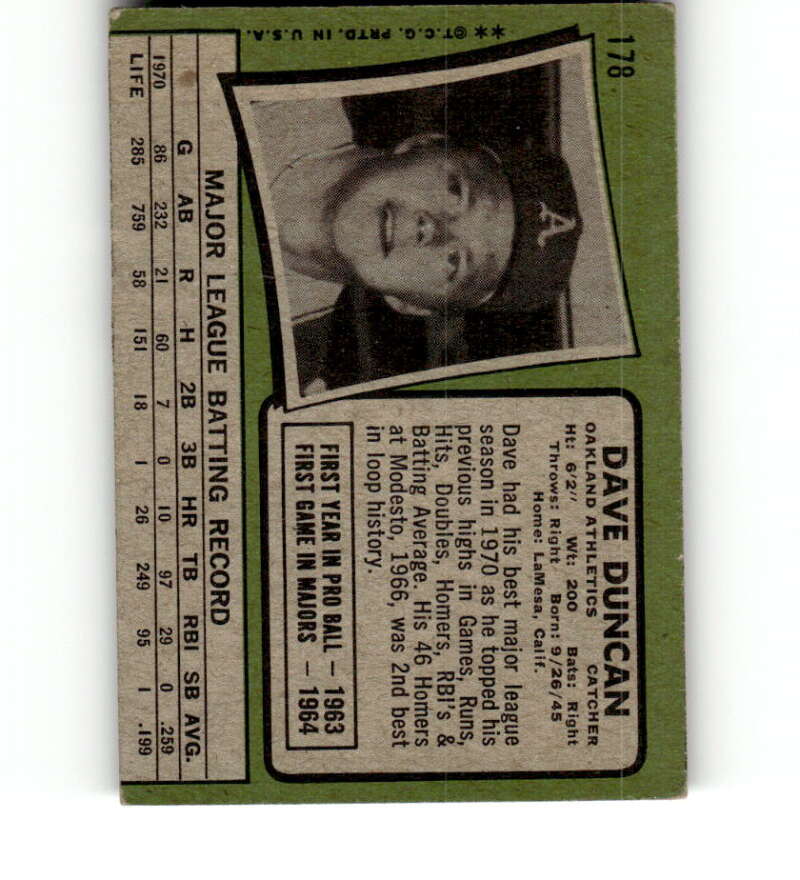 178
**©T.C.G. PRTD. IN U.S.A.
A
DAVE DUNCAN
OAKLAND ATHLETICS CATCHER
Ht: 6'2" Wt: 200 Bats: Right
Throws: Right Born: 9/26/45
Home: LaMesa, Calif.
Dave had his best major league
season in 1970 as he topped his
previous highs in Games, Runs,
Hits, Doubles, Homers, RBI's &
Batting Average. His 46 Homers
at Modesto, 1966, was 2nd best
in loop history.
FIRST YEAR IN PRO BALL — 1963
FIRST GAME IN MAJORS — 1964
MAJOR LEAGUE BATTING RECORD
G AB R H 2B 3B HR TB RBI SB AVG.
1970 86 232 21 60 7 0 10 97 29 0 .259
LIFE 285 759 58 151 18 1 26 249 95 1 .199